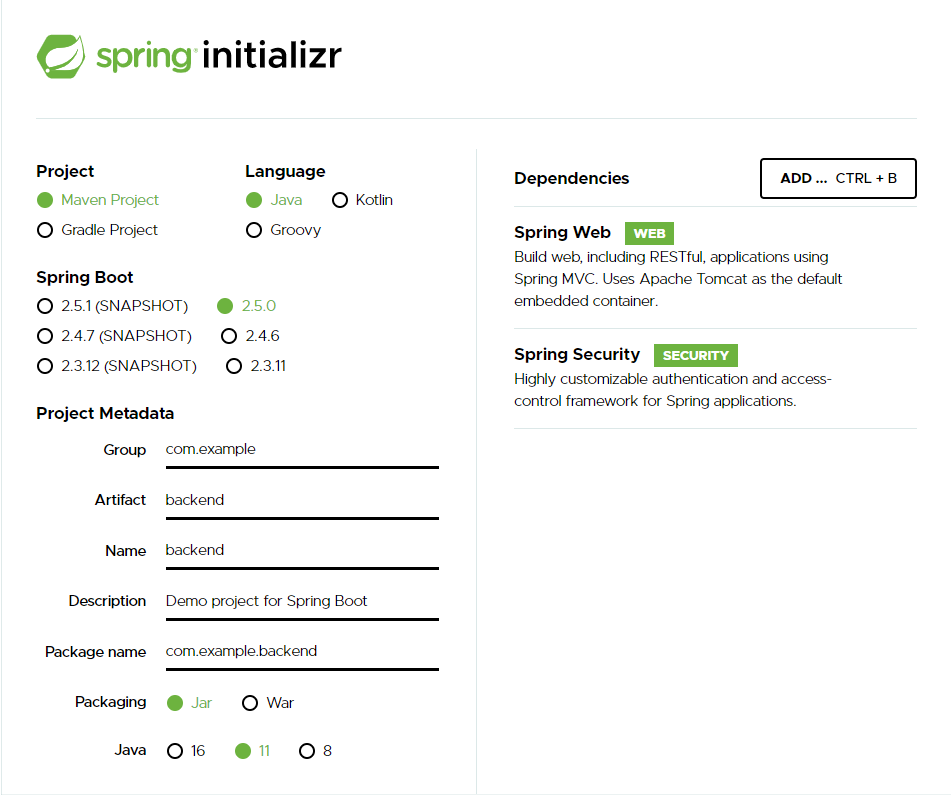 spring initializr
Project
Maven Project
Gradle Project
Language
Java Kotlin
Groovy
Spring Boot
2.5.1 (SNAPSHOT) 2.5.0
2.4.7 (SNAPSHOT) 2.4.6
2.3.12 (SNAPSHOT) 2.3.11
Project Metadata
Group com.example
Artifact backend
Name backend
Description Demo project for Spring Boot
Package name com.example.backend
Packaging Jar War
Java 16 11 8
Dependencies
ADD ... CTRL + B
Spring Web WEB
Build web, including RESTful, applications using
Spring MVC. Uses Apache Tomcat as the default
embedded container.
Spring Security SECURITY
Highly customizable authentication and access-
control framework for Spring applications.